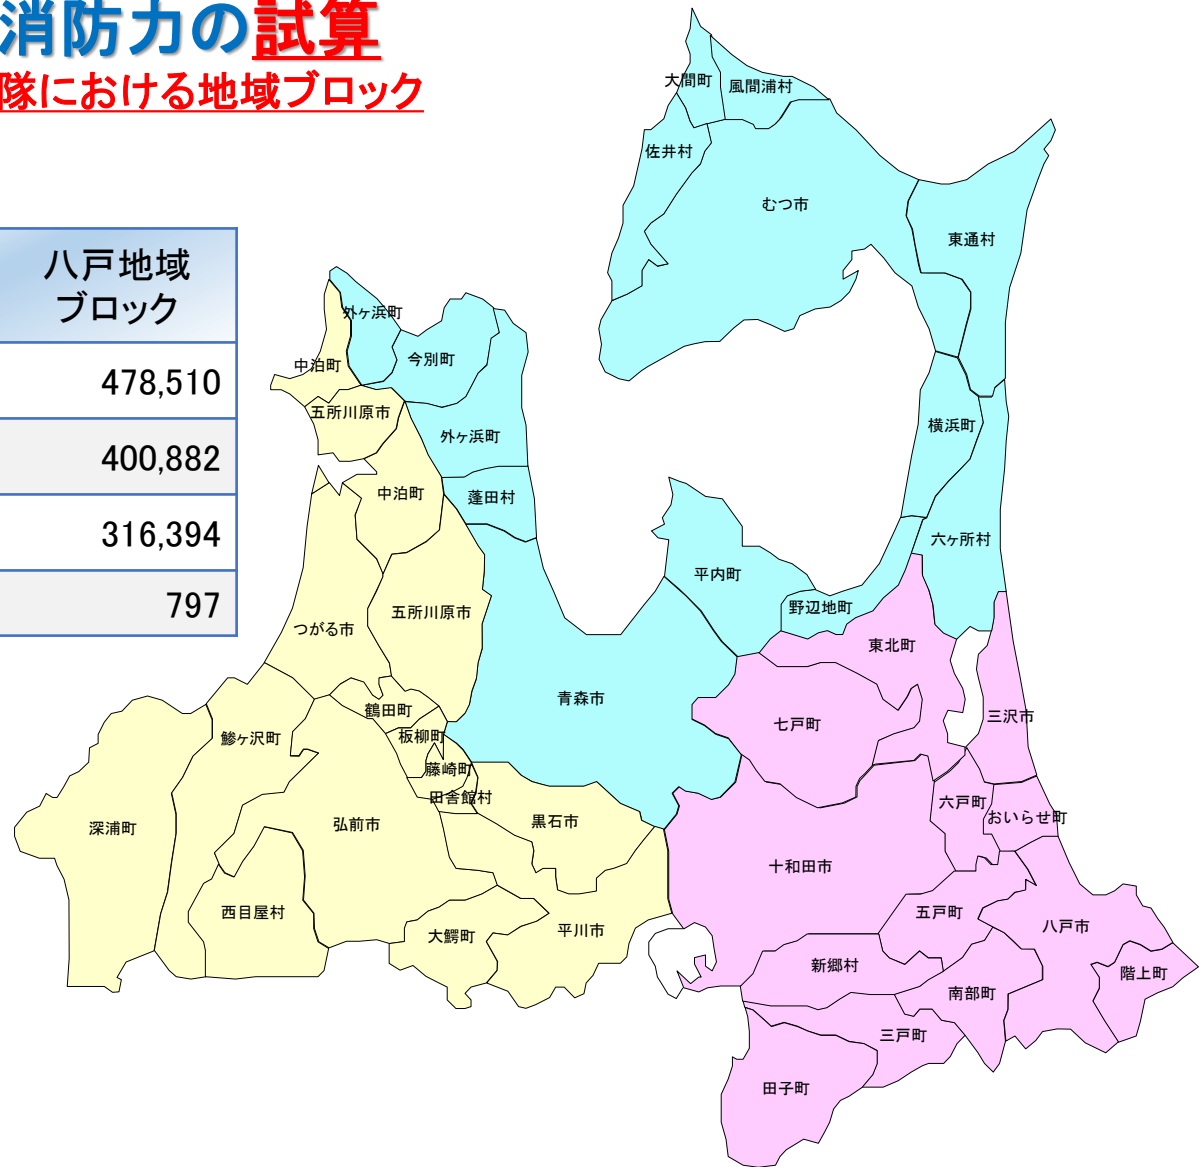 消防力の試算
隊における地域ブロック
八戸地域
ブロック
478,510
400,882
316,394
797
大間町
風間浦村
佐井村
むつ市
東通村
外ヶ浜町
今別町
中泊町
五所川原市
外ヶ浜町
横浜町
中泊町
蓬田村
六ヶ所村
平内町
野辺地町
五所川原市
つがる市
東北町
青森市
鶴田町
七戸町
三沢市
鰺ヶ沢町
板柳町
藤崎町
田舎館村
六戸町
おいらせ町
深浦町
弘前市
黒石市
十和田市
西目屋村
五戸町
八戸市
大鰐町
平川市
新郷村
階上町
南部町
三戸町
田子町